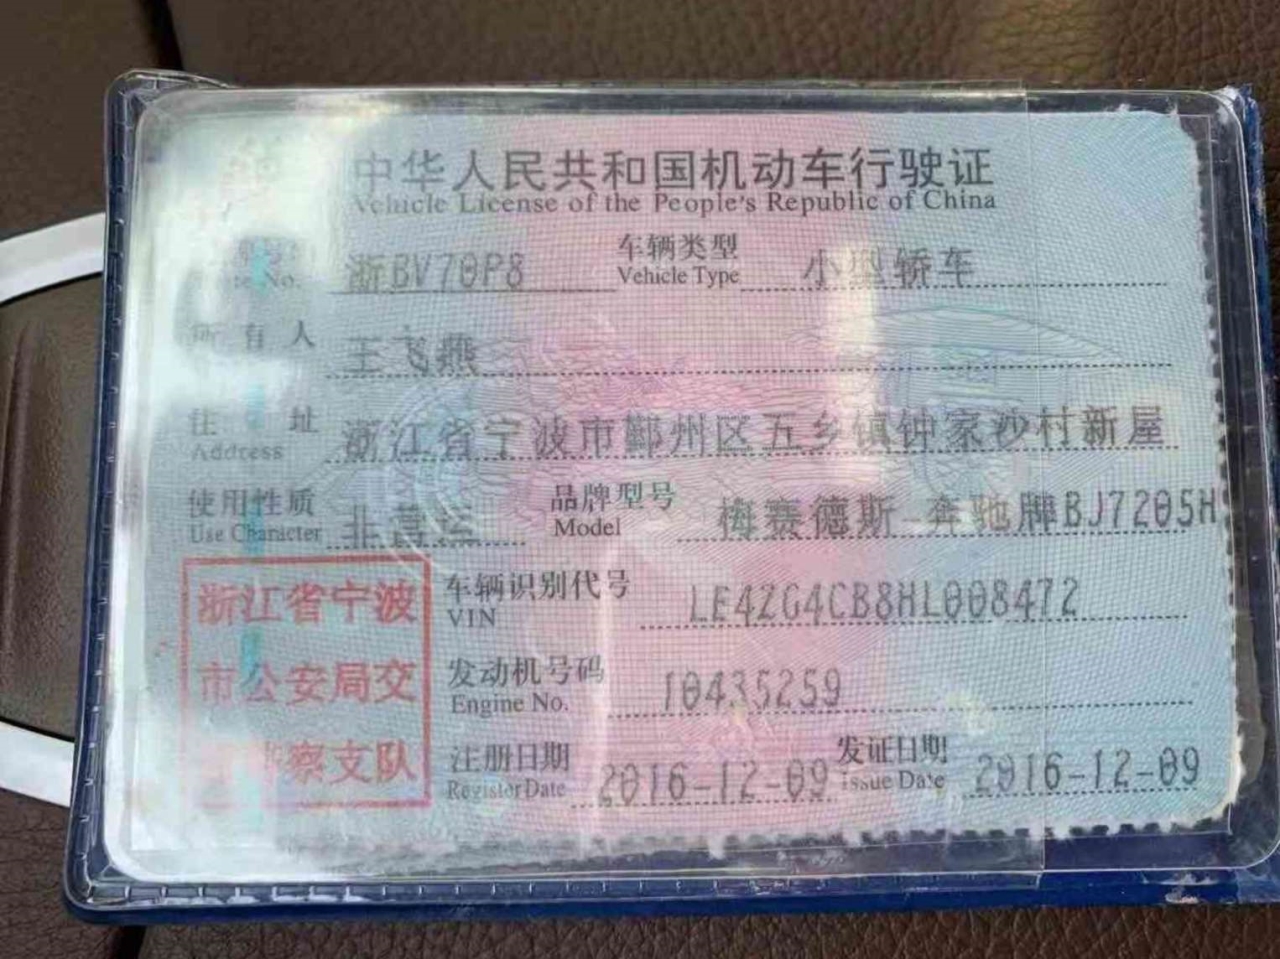 中华人民共和国机动车行驶证
Vehicle License of the People's Republic of China
浙BV70P8 车辆类型 小型轿车
No. Vehicle Type
所有人 王飞燕
住址 浙江省宁波市鄞州区五乡镇钟家沙村新屋
Address
使用性质 非营运 品牌型号 梅赛德斯-奔驰牌BJ7205H
Use Character Model
浙江省宁波
市公安局交
警察支队
车辆识别代号 LE4ZG4CB8HL008472
VIN
发动机号码 10435259
Engine No.
注册日期 2016-12-09 发证日期 2016-12-09
Register Date Issue Date